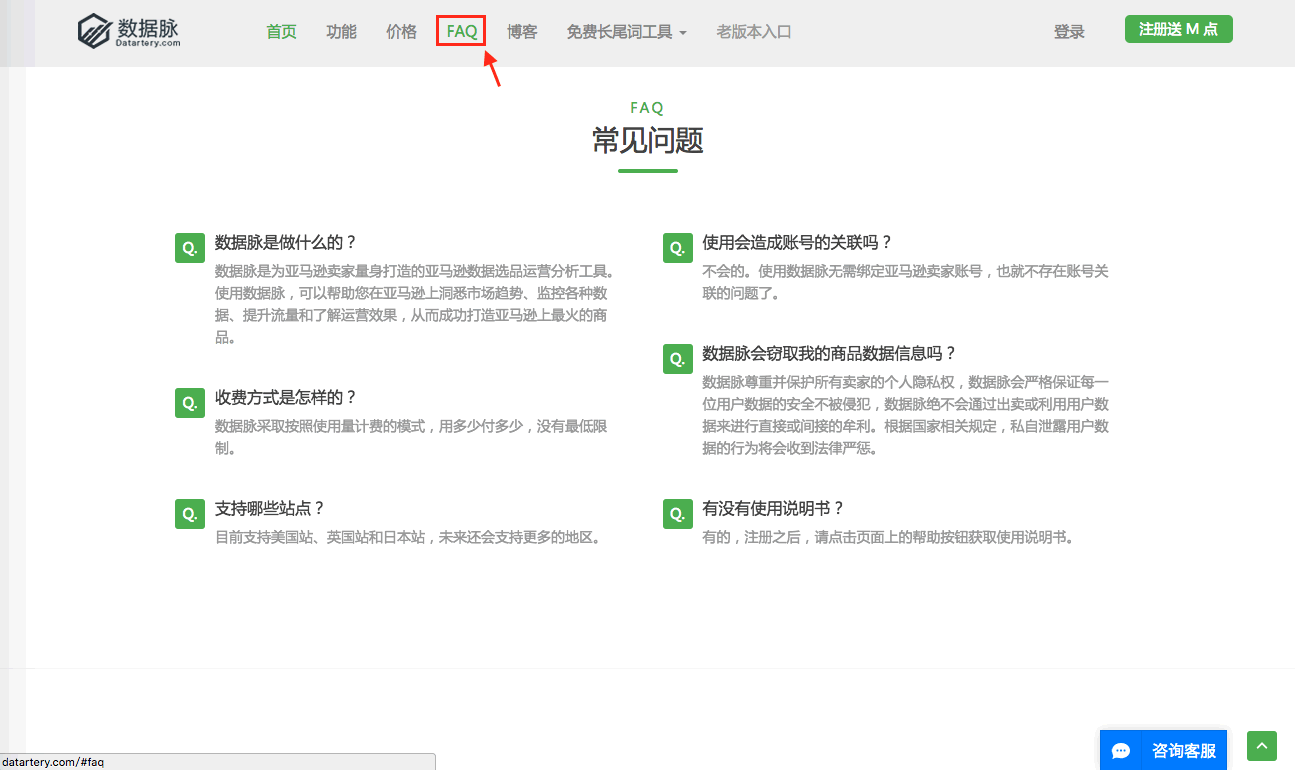 数据脉
Datartery.com
首页 功能 价格 FAQ 博客 免费长尾词工具 老版本入口 登录 注册送 M 点
FAQ
常见问题
Q. 数据脉是做什么的？
数据脉是为亚马逊卖家量身打造的亚马逊数据选品运营分析工具。
使用数据脉，可以帮助您在亚马逊上洞悉市场趋势、监控各种数
据、提升流量和了解运营效果，从而成功打造亚马逊上最火的商
品。
Q. 收费方式是怎样的？
数据脉采取按照使用量计费的模式，用多少付多少，没有最低限
制。
Q. 支持哪些站点？
目前支持美国站、英国站和日本站，未来还会支持更多的地区。
Q. 使用会造成账号的关联吗？
不会的。使用数据脉无需绑定亚马逊卖家账号，也就不存在账号关
联的问题了。
Q. 数据脉会窃取我的商品数据信息吗？
数据脉尊重并保护所有卖家的个人隐私权，数据脉会严格保证每一
位用户数据的安全不被侵犯，数据脉绝不会通过出卖或利用用户数
据来进行直接或间接的牟利。根据国家相关规定，私自泄露用户数
据的行为将会收到法律严惩。
Q. 有没有使用说明书？
有的，注册之后，请点击页面上的帮助按钮获取使用说明书。
咨询客服
datartery.com/#faq